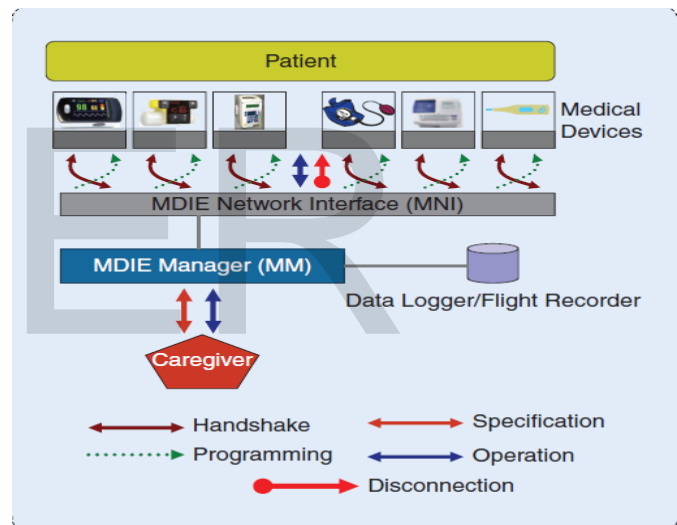 Patient
Medical
Devices
MDIE Network Interface (MNI)
MDIE Manager (MM)
Data Logger/Flight Recorder
Caregiver
Handshake
Specification
Programming
Operation
Disconnection
ER